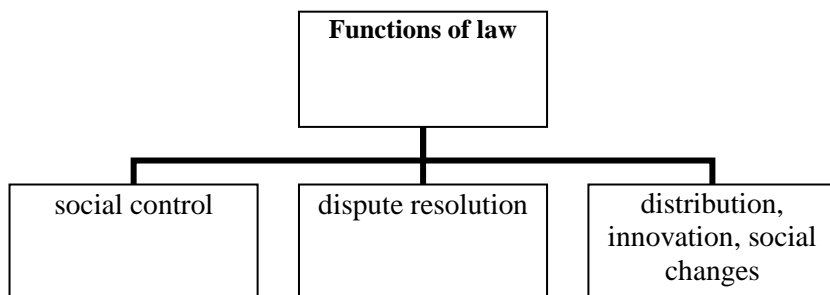 Functions of law
social control
dispute resolution
distribution,
innovation, social
changes